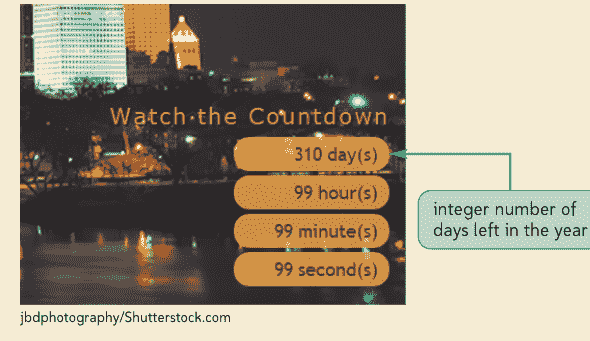 Watch the Countdown
310 day(s)
integer number of
days left in the year
99 hour(s)
99 minute(s)
99 second(s)
jbdphotography/Shutterstock.com